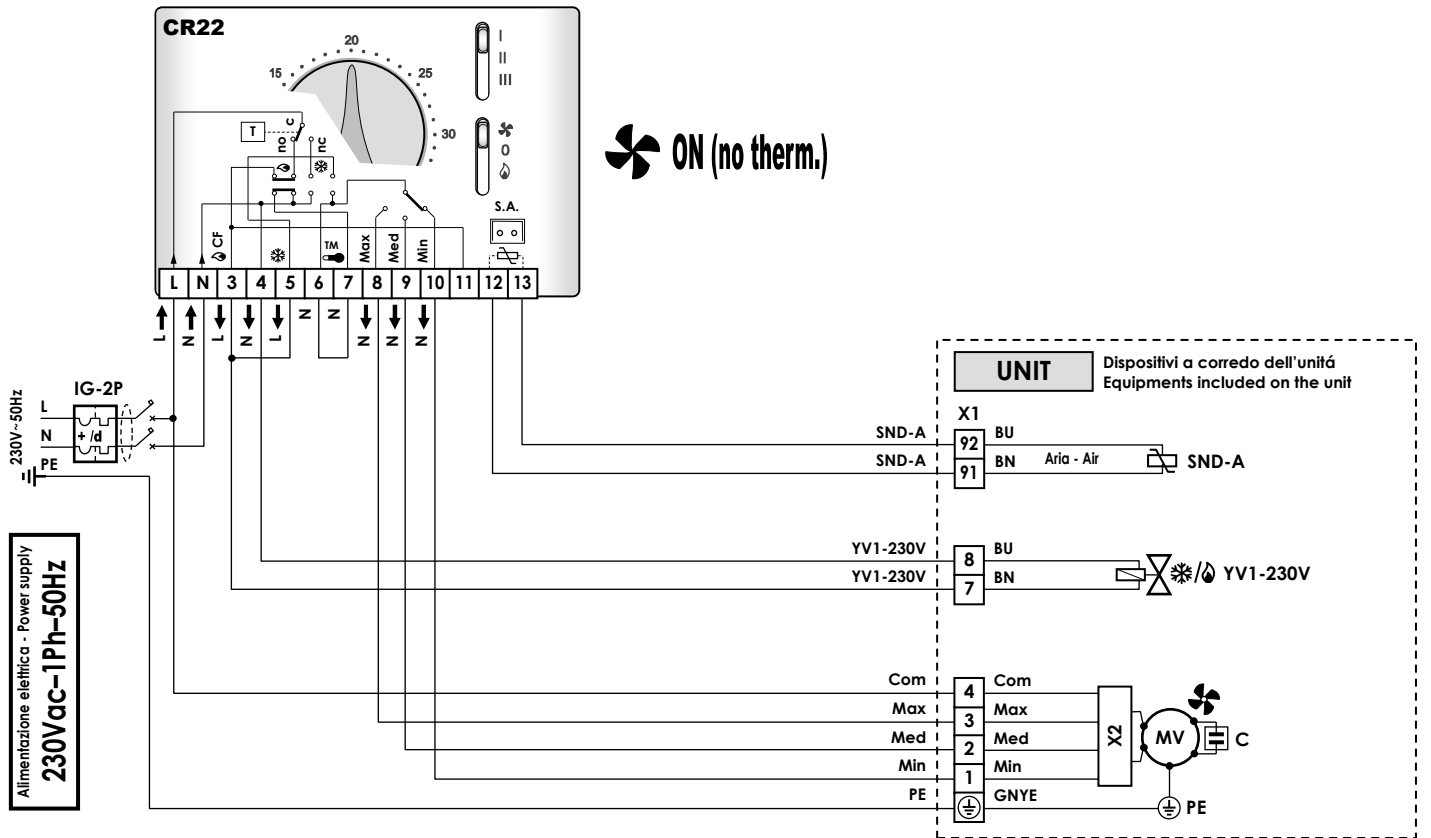 CR22
15
20
25
30
I
II
III
0
T
c
no
nc
S.A.
CF
TM
Max
Med
Min
L N 3 4 5 6 7 8 9 10 11 12 13
L
N
L
N
L
N
N
N
N
N
ON (no therm.)
IG-2P
230V~50Hz
L
N
+ /d
PE
Alimentazione elettrica - Power supply
230Vac–1Ph–50Hz
UNIT
Dispositivi a corredo dell'unitá
Equipments included on the unit
X1
SND-A 92 BU
SND-A 91 BN
Aria - Air
SND-A
YV1-230V 8 BU
YV1-230V 7 BN
/
YV1-230V
Com 4 Com
Max 3 Max
Med 2 Med
Min 1 Min
PE GNYE
X2
MV
C
PE